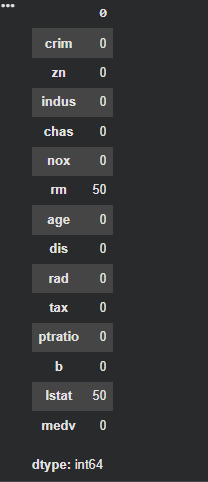 0
crim 0
zn 0
indus 0
chas 0
nox 0
rm 50
age 0
dis 0
rad 0
tax 0
ptratio 0
b 0
lstat 50
medv 0
dtype: int64